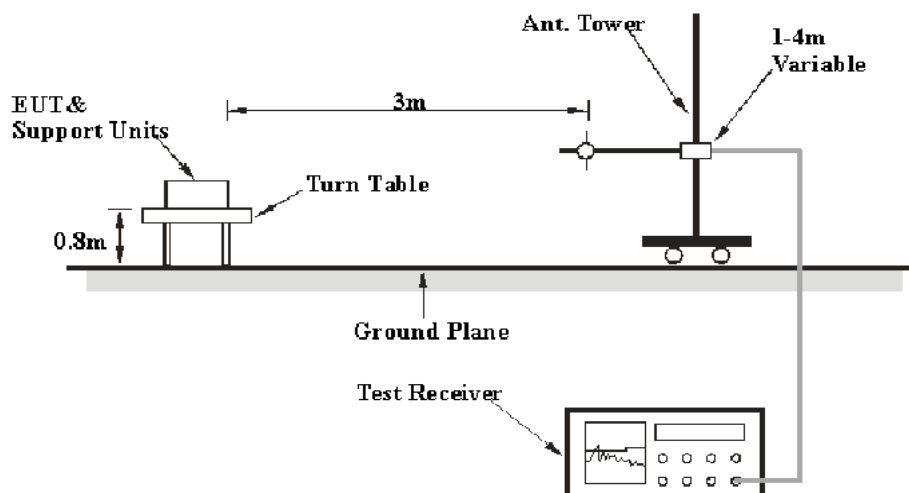 Ant. Tower
1-4m
Variable
3m
EUT&
Support Units
Turn Table
0.8m
Ground Plane
Test Receiver